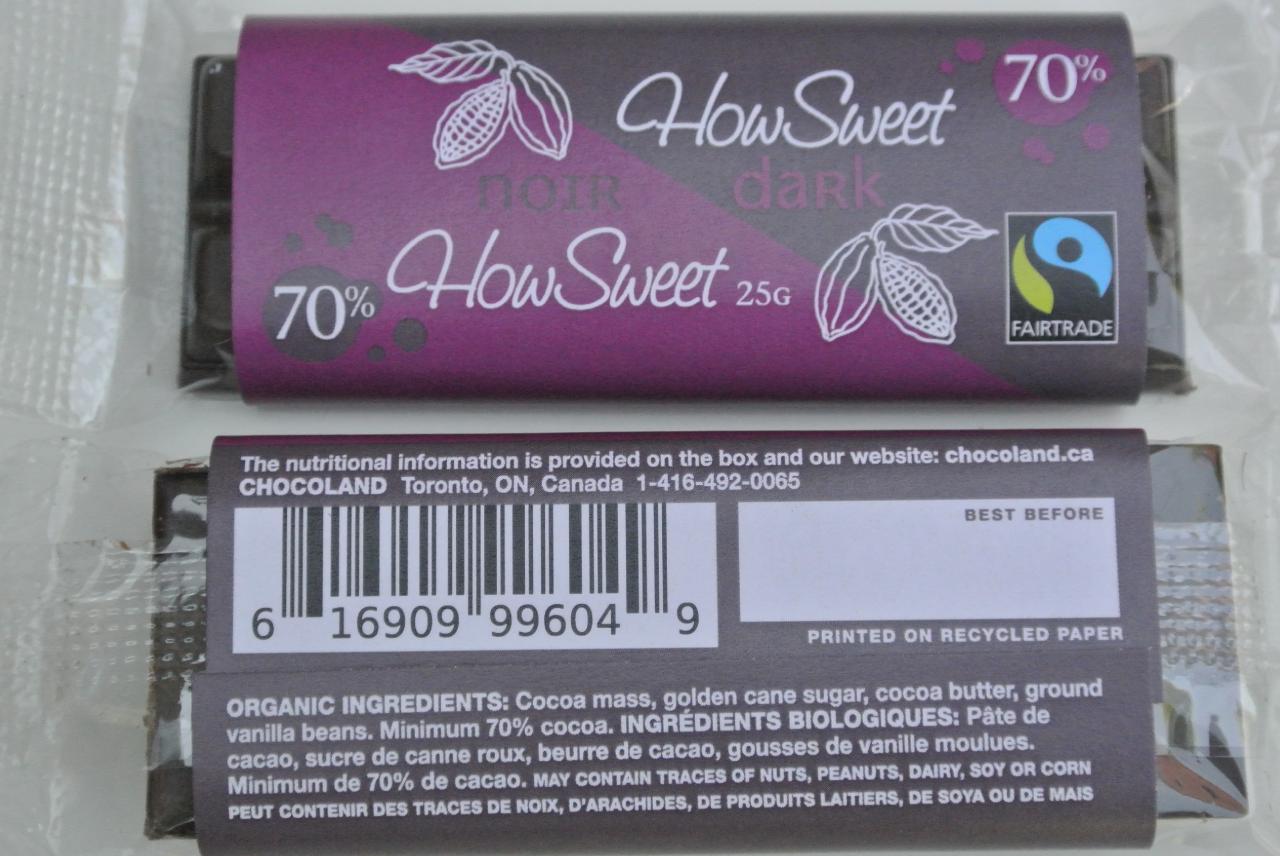 70%
HowSweet
noir dark
HowSweet 25G
70%
FAIRTRADE
The nutritional information is provided on the box and our website: chocoland.ca
CHOCOLAND Toronto, ON, Canada 1-416-492-0065
BEST BEFORE
6 16909 99604 9
PRINTED ON RECYCLED PAPER
ORGANIC INGREDIENTS: Cocoa mass, golden cane sugar, cocoa butter, ground
vanilla beans. Minimum 70% cocoa. INGRÉDIENTS BIOLOGIQUES: Pâte de
cacao, sucre de canne roux, beurre de cacao, gousses de vanille moulues.
Minimum de 70% de cacao. MAY CONTAIN TRACES OF NUTS, PEANUTS, DAIRY, SOY OR CORN
PEUT CONTENIR DES TRACES DE NOIX, D'ARACHIDES, DE PRODUITS LAITIERS, DE SOYA OU DE MAIS